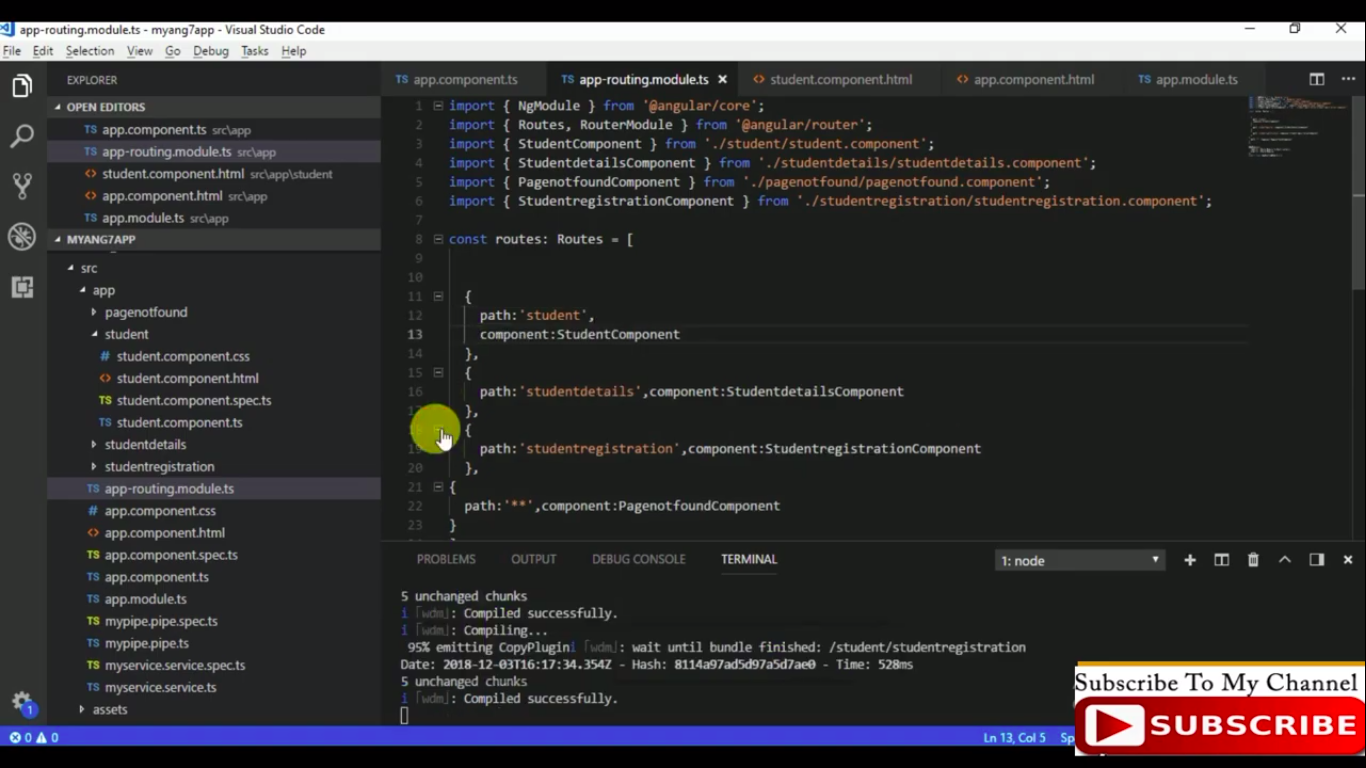 app-routing.module.ts - myang7app - Visual Studio Code
File Edit Selection View Go Debug Tasks Help
EXPLORER
TS app.component.ts
TS app-routing.module.ts ×
<> student.component.html
<> app.component.html
TS app.module.ts
OPEN EDITORS
TS app.component.ts src\app
TS app-routing.module.ts src\app
<> student.component.html src\app\student
<> app.component.html src\app
TS app.module.ts src\app
MYANG7APP
src
app
pagenotfound
student
# student.component.css
<> student.component.html
TS student.component.spec.ts
TS student.component.ts
studentdetails
studentregistration
TS app-routing.module.ts
# app.component.css
<> app.component.html
TS app.component.spec.ts
TS app.component.ts
TS app.module.ts
TS mypipe.pipe.spec.ts
TS mypipe.pipe.ts
TS myservice.service.spec.ts
TS myservice.service.ts
assets
1
1 import { NgModule } from '@angular/core';
2 import { Routes, RouterModule } from '@angular/router';
3 import { StudentComponent } from './student/student.component';
4 import { StudentdetailsComponent } from './studentdetails/studentdetails.component';
5 import { PagenotfoundComponent } from './pagenotfound/pagenotfound.component';
6 import { StudentregistrationComponent } from './studentregistration/studentregistration.component';
7
8 const routes: Routes = [
9
10
11 {
12 path:'student',
13 component:StudentComponent
14 },
15 {
16 path:'studentdetails',component:StudentdetailsComponent
},
{
path:'studentregistration',component:StudentregistrationComponent
20 },
21 {
22 path:'**',component:PagenotfoundComponent
23 }
PROBLEMS OUTPUT DEBUG CONSOLE TERMINAL
1: node
5 unchanged chunks
i ｢wdm｣: Compiled successfully.
i ｢wdm｣: Compiling...
95% emitting CopyPlugini ｢wdm｣: wait until bundle finished: /student/studentregistration
Date: 2018-12-03T16:17:34.354Z - Hash: 8114a97ad5d97a5d7ae0 - Time: 528ms
5 unchanged chunks
i ｢wdm｣: Compiled successfully.
0 0
Ln 13, Col 5
Subscribe To My Channel
SUBSCRIBE